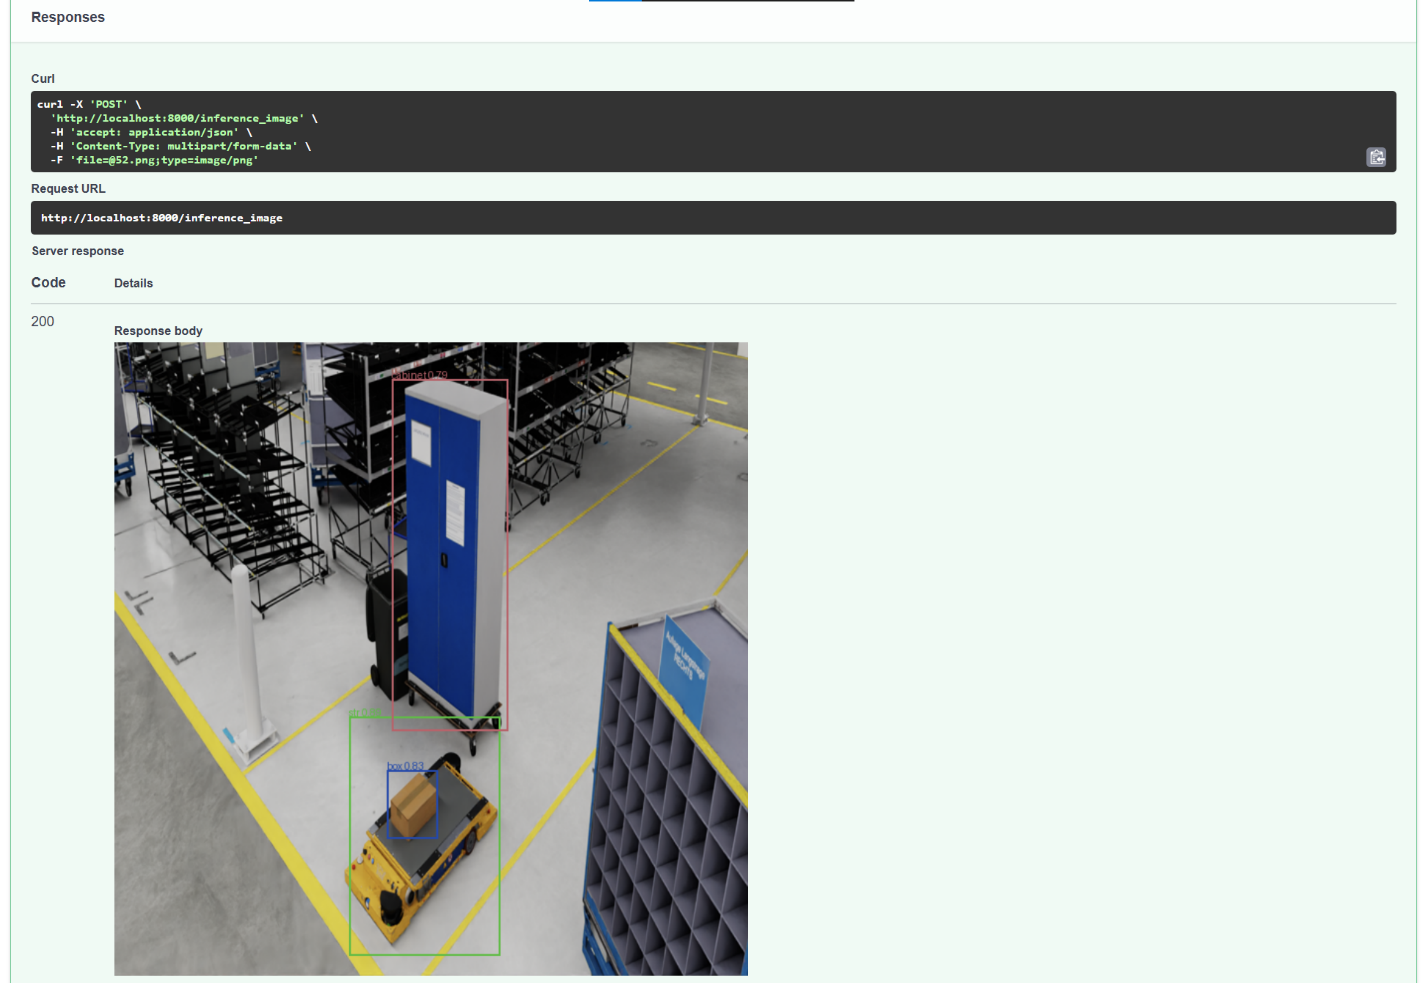 Responses
Curl
curl -X 'POST' \
'http://localhost:8000/inference_image' \
-H 'accept: application/json' \
-H 'Content-Type: multipart/form-data' \
-F 'file=@52.png;type=image/png'
Request URL
http://localhost:8000/inference_image
Server response
Code Details
200
Response body
cabinet 0.79
box 0.83